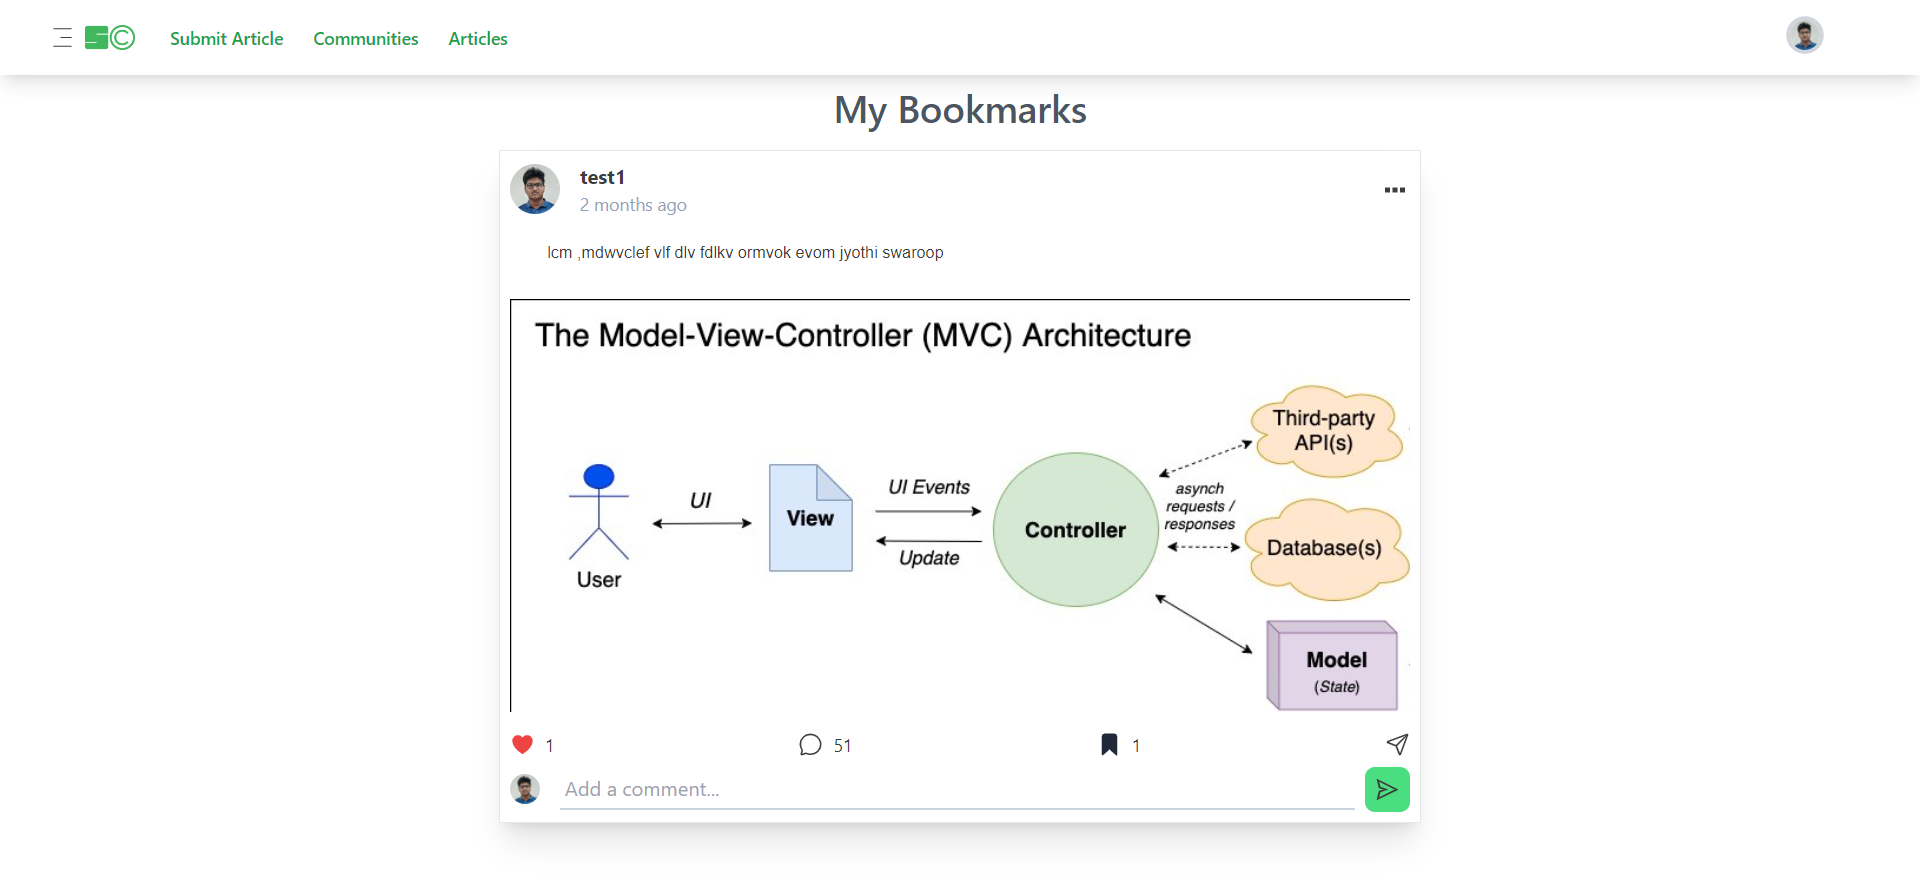 SC
Submit Article Communities Articles
My Bookmarks
test1
2 months ago
lcm ,mdwvclef vlf dlv fdlkv ormvok evom jyothi swaroop
The Model-View-Controller (MVC) Architecture
Third-party
API(s)
UI
View
UI Events
Update
Controller
asynch
requests /
responses
Database(s)
User
Model
(State)
1
51
1
Add a comment...